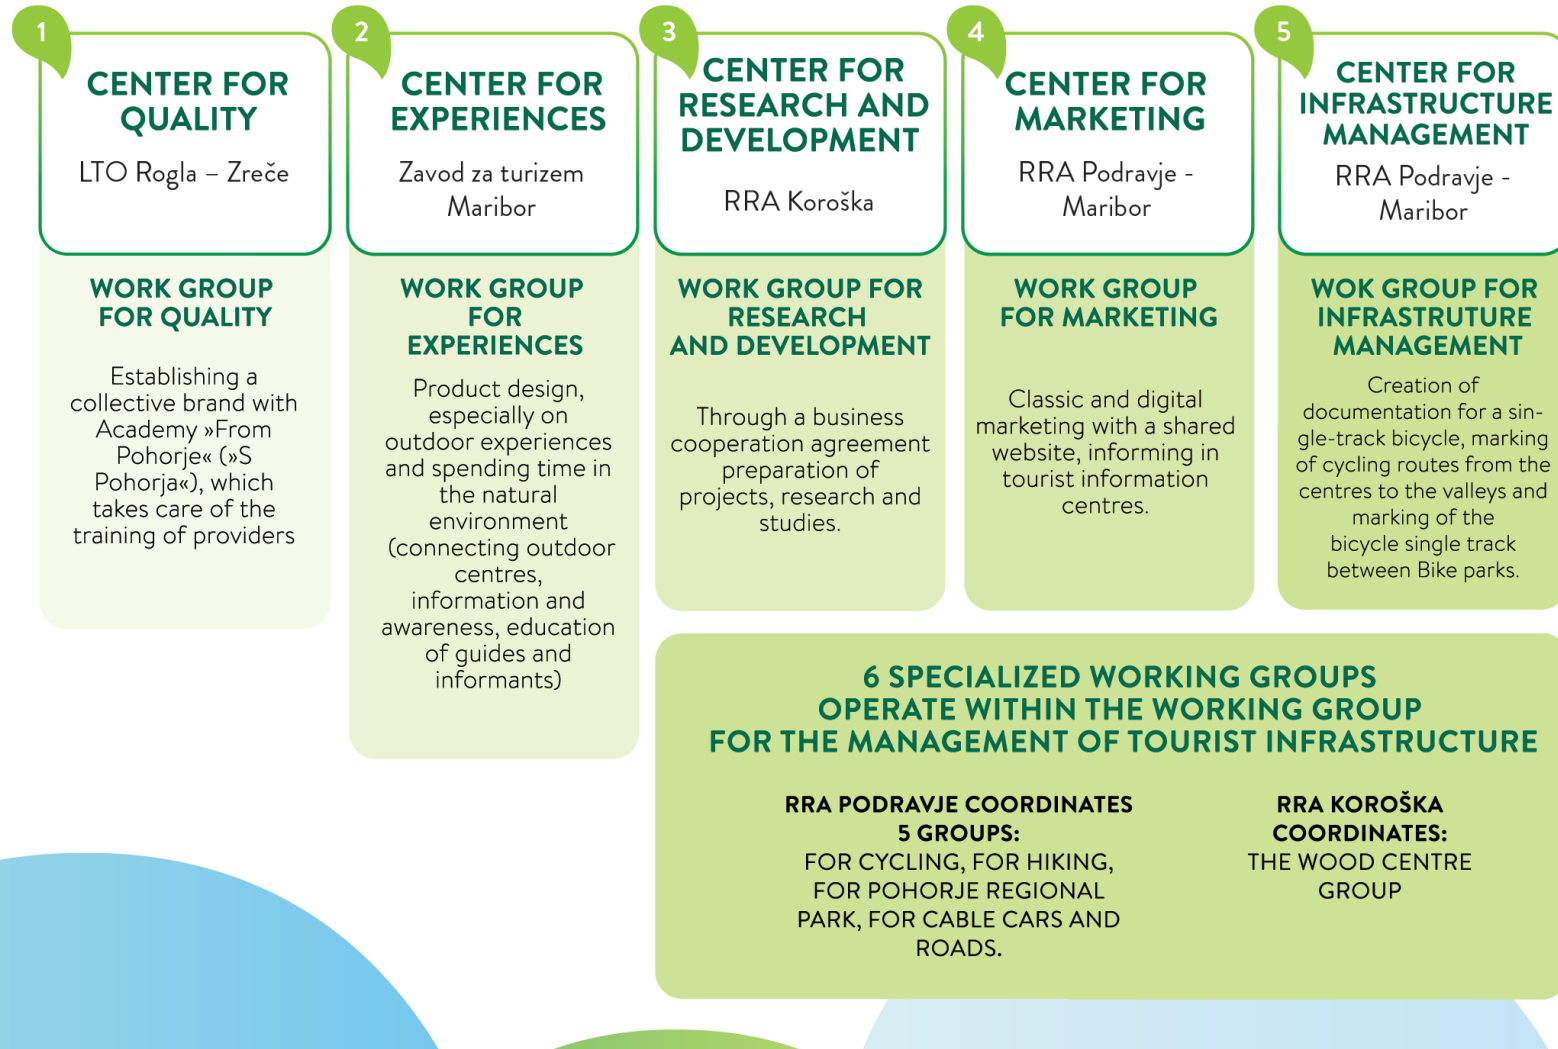 1
CENTER FOR
QUALITY
LTO Rogla – Zreče
WORK GROUP
FOR QUALITY
Establishing a
collective brand with
Academy »From
Pohorje« (»S
Pohorja«), which
takes care of the
training of providers
2
CENTER FOR
EXPERIENCES
Zavod za turizem
Maribor
WORK GROUP
FOR
EXPERIENCES
Product design,
especially on
outdoor experiences
and spending time in
the natural
environment
(connecting outdoor
centres,
information and
awareness, education
of guides and
informants)
3
CENTER FOR
RESEARCH AND
DEVELOPMENT
RRA Koroška
WORK GROUP FOR
RESEARCH
AND DEVELOPMENT
Through a business
cooperation agreement
preparation of
projects, research and
studies.
4
CENTER FOR
MARKETING
RRA Podravje -
Maribor
WORK GROUP
FOR MARKETING
Classic and digital
marketing with a shared
website, informing in
tourist information
centres.
5
CENTER FOR
INFRASTRUCTURE
MANAGEMENT
RRA Podravje -
Maribor
WOK GROUP FOR
INFRASTRUTURE
MANAGEMENT
Creation of
documentation for a sin-
gle-track bicycle, marking
of cycling routes from the
centres to the valleys and
marking of the
bicycle single track
between Bike parks.
6 SPECIALIZED WORKING GROUPS
OPERATE WITHIN THE WORKING GROUP
FOR THE MANAGEMENT OF TOURIST INFRASTRUCTURE
RRA PODRAVJE COORDINATES
5 GROUPS:
FOR CYCLING, FOR HIKING,
FOR POHORJE REGIONAL
PARK, FOR CABLE CARS AND
ROADS.
RRA KOROŠKA
COORDINATES:
THE WOOD CENTRE
GROUP